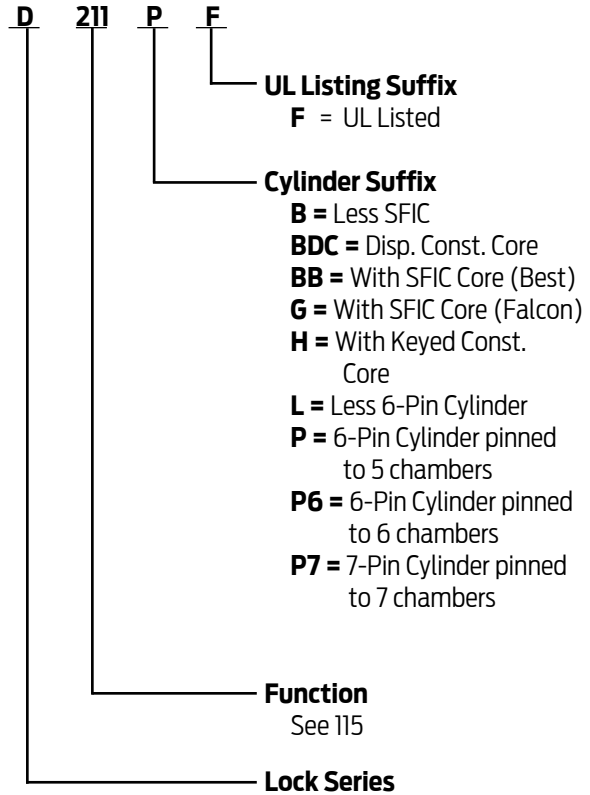 D 211 P F
UL Listing Suffix
F = UL Listed
Cylinder Suffix
B = Less SFIC
BDC = Disp. Const. Core
BB = With SFIC Core (Best)
G = With SFIC Core (Falcon)
H = With Keyed Const.
Core
L = Less 6-Pin Cylinder
P = 6-Pin Cylinder pinned
to 5 chambers
P6 = 6-Pin Cylinder pinned
to 6 chambers
P7 = 7-Pin Cylinder pinned
to 7 chambers
Function
See 115
Lock Series